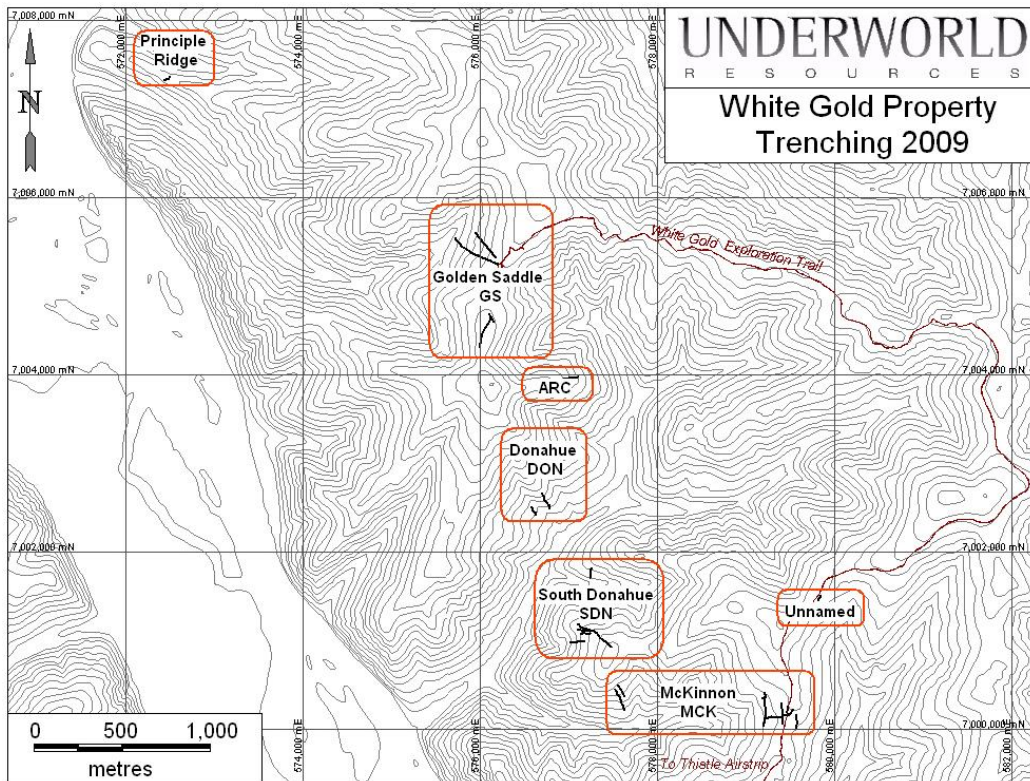 7,008,000 mN
572,000 mE
574,000 mE
576,000 mE
578,000 mE
UNDERWORLD
RESOURCES
White Gold Property
Trenching 2009
Principle
Ridge
N
7,006,000 mN
7,006,000 mN
White Gold Exploration Trail
Golden Saddle
GS
7,004,000 mN
7,004,000 mN
ARC
Donahue
DON
7,002,000 mN
7,002,000 mN
South Donahue
SDN
Unnamed
McKinnon
MCK
7,000,000 mN
0 500 1,000
metres
574,000 mE
576,000 mE
578,000 mE
580,000 mE
582,000 mE
To Thistle Airstrip